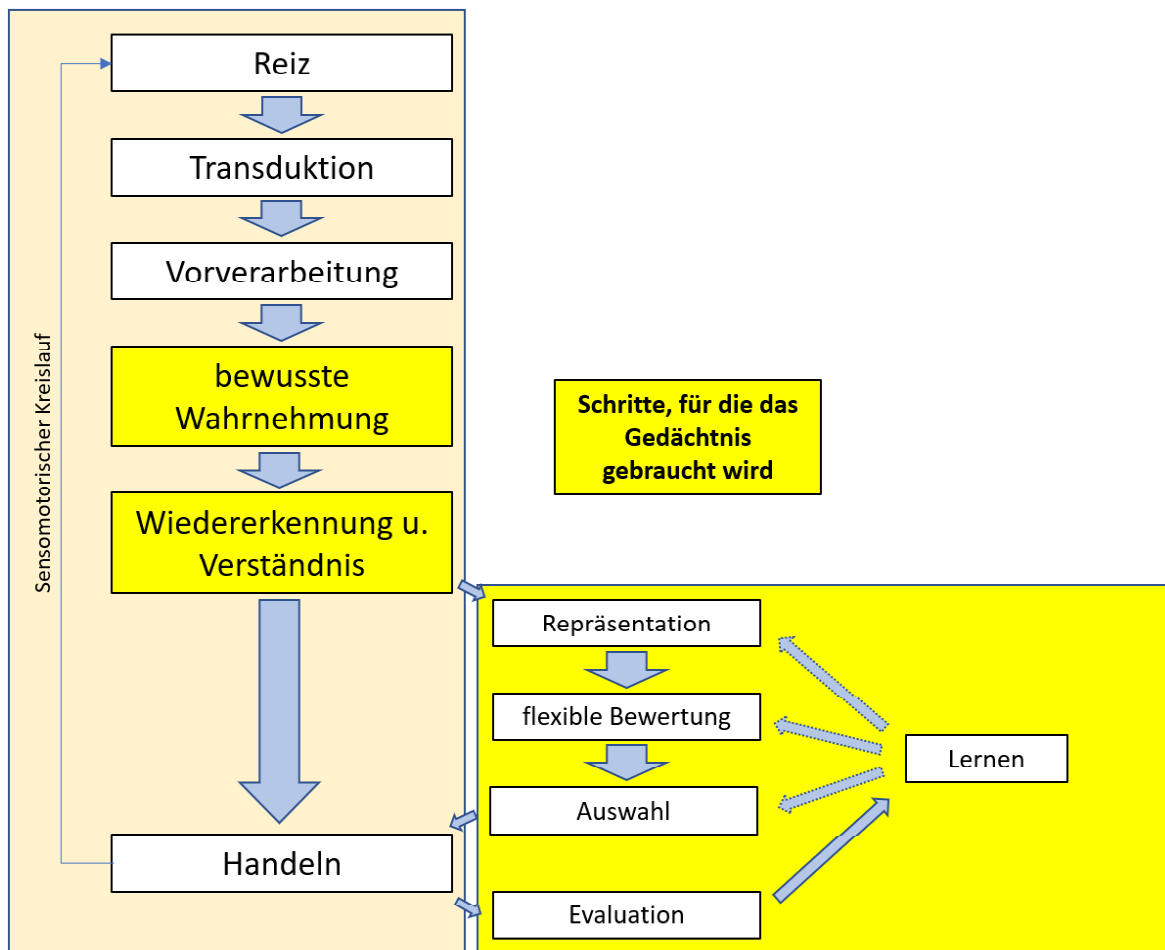 Reiz
Transduktion
Vorverarbeitung
bewusste
Wahrnehmung
Wiedererkennung u.
Verständnis
Handeln
Sensomotorischer Kreislauf
Schritte, für die das
Gedächtnis
gebraucht wird
Repräsentation
flexible Bewertung
Auswahl
Evaluation
Lernen